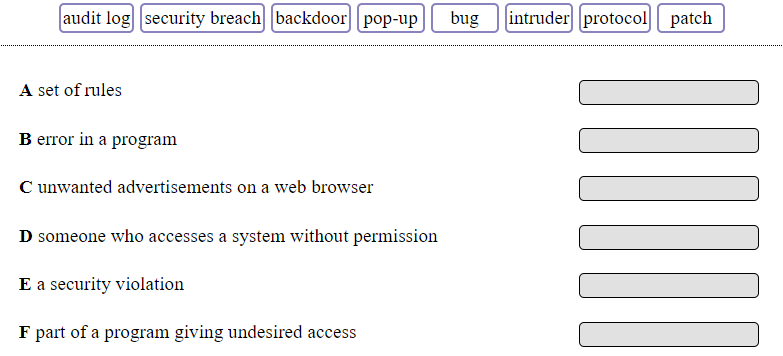 audit log security breach backdoor pop-up bug intruder protocol patch
A set of rules
B error in a program
C unwanted advertisements on a web browser
D someone who accesses a system without permission
E a security violation
F part of a program giving undesired access